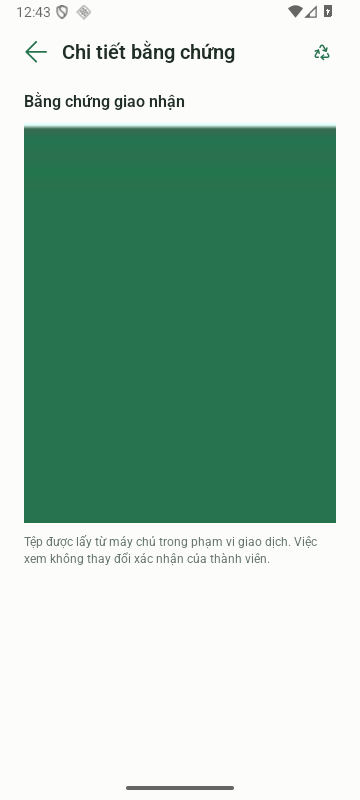 12:43
Chi tiết bằng chứng
Bằng chứng giao nhận
Tệp được lấy từ máy chủ trong phạm vi giao dịch. Việc
xem không thay đổi xác nhận của thành viên.